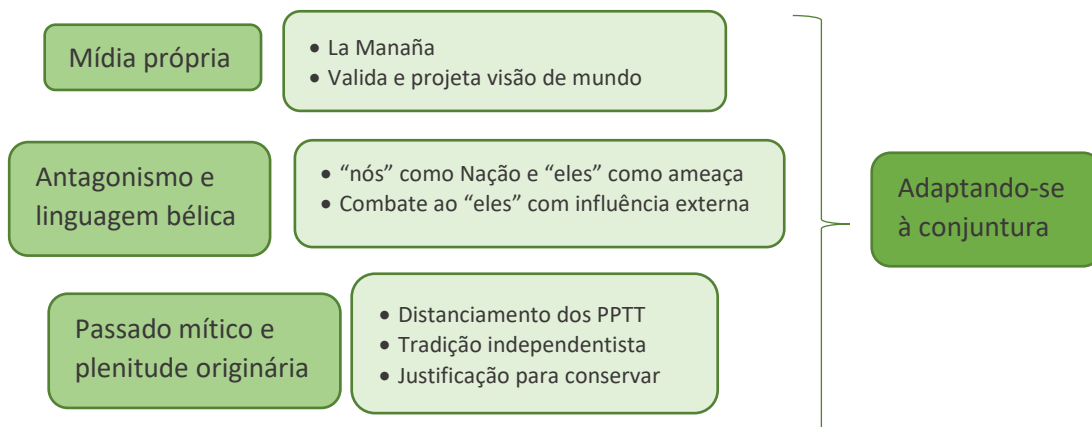 Mídia própria
• La Manaña
• Valida e projeta visão de mundo
Antagonismo e
linguagem bélica
• “nós” como Nação e “eles” como ameaça
• Combate ao “eles” com influência externa
Passado mítico e
plenitude originária
• Distanciamento dos PPTT
• Tradição independentista
• Justificação para conservar
Adaptando-se
à conjuntura